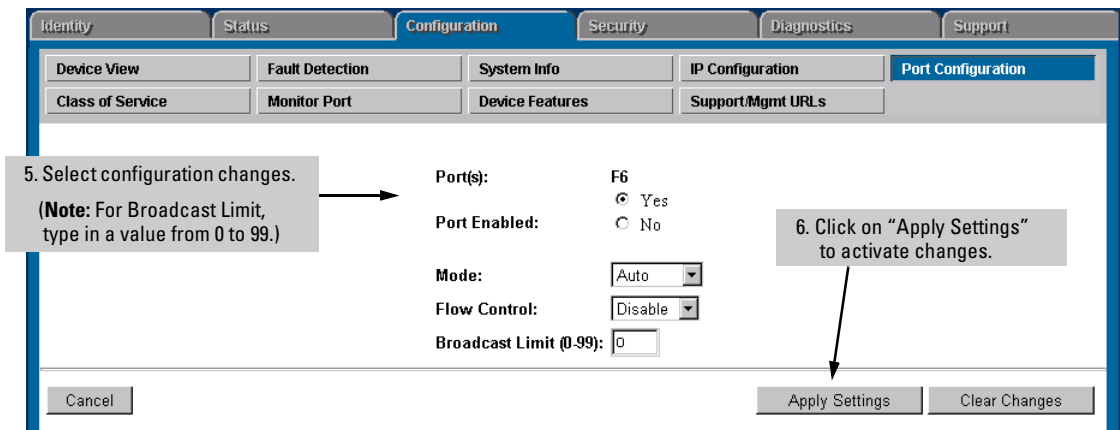 Identity Status Configuration Security Diagnostics Support
Device View Fault Detection System Info IP Configuration Port Configuration
Class of Service Monitor Port Device Features Support/Mgmt URLs
5. Select configuration changes.
(Note: For Broadcast Limit,
type in a value from 0 to 99.)
Port(s): F6
Yes
Port Enabled: No
6. Click on “Apply Settings”
to activate changes.
Mode: Auto
Flow Control: Disable
Broadcast Limit (0-99): 0
Cancel Apply Settings Clear Changes